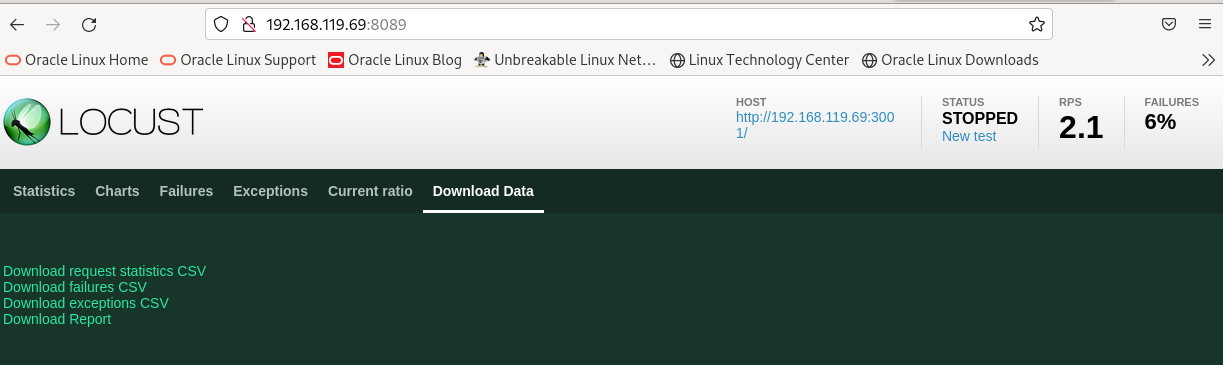 192.168.119.69:8089
Oracle Linux Home Oracle Linux Support Oracle Linux Blog Unbreakable Linux Net… Linux Technology Center Oracle Linux Downloads
LOCUST
HOST
http://192.168.119.69:300
1/
STATUS
STOPPED
New test
RPS
2.1
FAILURES
6%
Statistics Charts Failures Exceptions Current ratio Download Data
Download request statistics CSV
Download failures CSV
Download exceptions CSV
Download Report